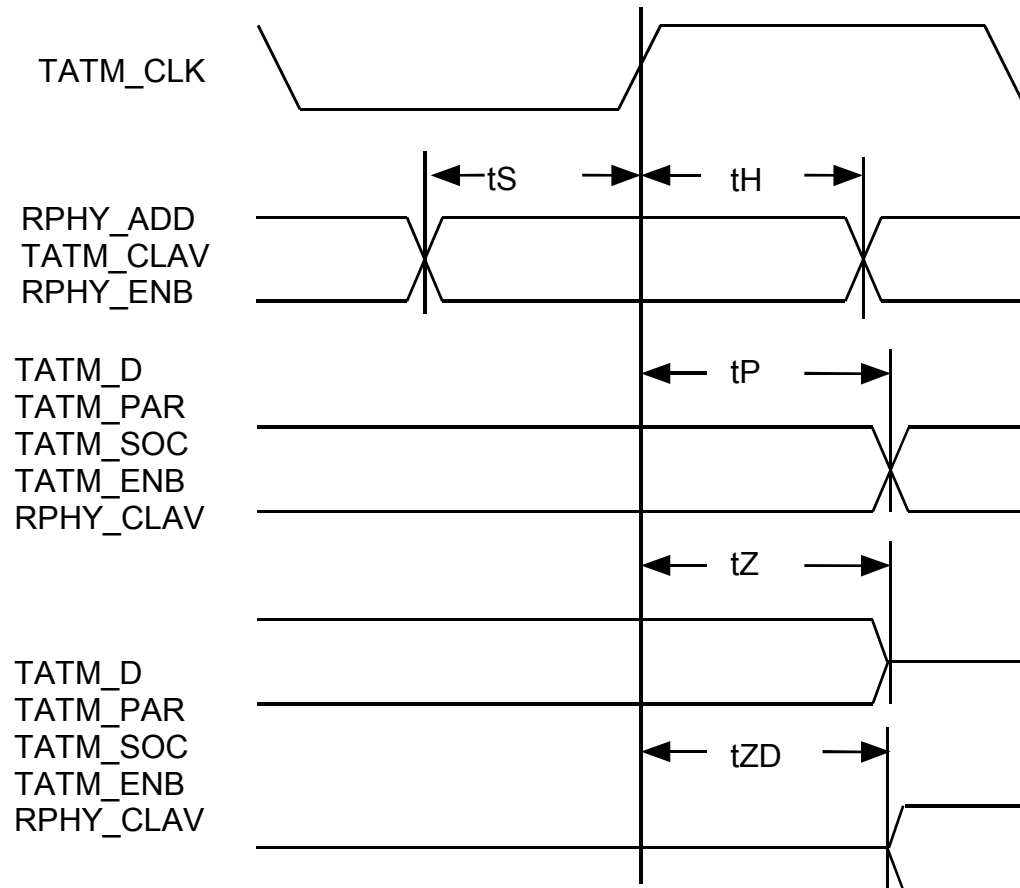 TATM_CLK
tS
tH
RPHY_ADD
TATM_CLAV
RPHY_ENB
TATM_D
tP
TATM_PAR
TATM_SOC
TATM_ENB
RPHY_CLAV
tZ
TATM_D
TATM_PAR
TATM_SOC
tZD
TATM_ENB
RPHY_CLAV